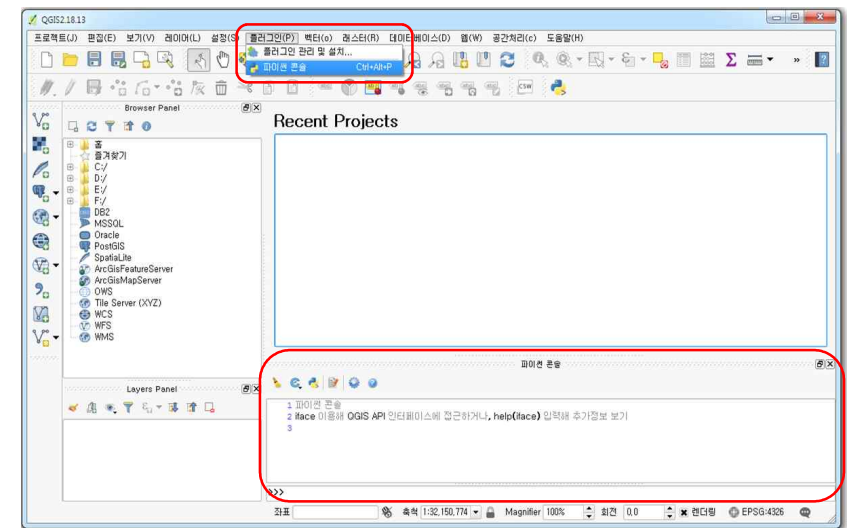 QGIS2.18.13
프로젝트(J) 편집(E) 보기(V) 레이어(L) 설정(S) 플러그인(P) 벡터(o) 래스터(R) 데이터베이스(D) 웹(W) 공간처리(c) 도움말(H)
플러그인 관리 및 설치...
파이썬 콘솔 Ctrl+Alt+P
Σ » ?
CSW
Browser Panel
홈
즐겨찾기
C:/
D:/
E:/
F:/
DB2
MSSQL
Oracle
PostGIS
SpatiaLite
ArcGisFeatureServer
ArcGisMapServer
OWS
Tile Server (XYZ)
WCS
WFS
WMS
Layers Panel
Recent Projects
파이썬 콘솔
1 파이썬 콘솔
2 iface 이용해 QGIS API 인터페이스에 접근하거나, help(iface) 입력해 추가정보 보기
3
>>>
좌표 축척 1:32,150,774 Magnifier 100% 회전 0,0 렌더링 EPSG:4326